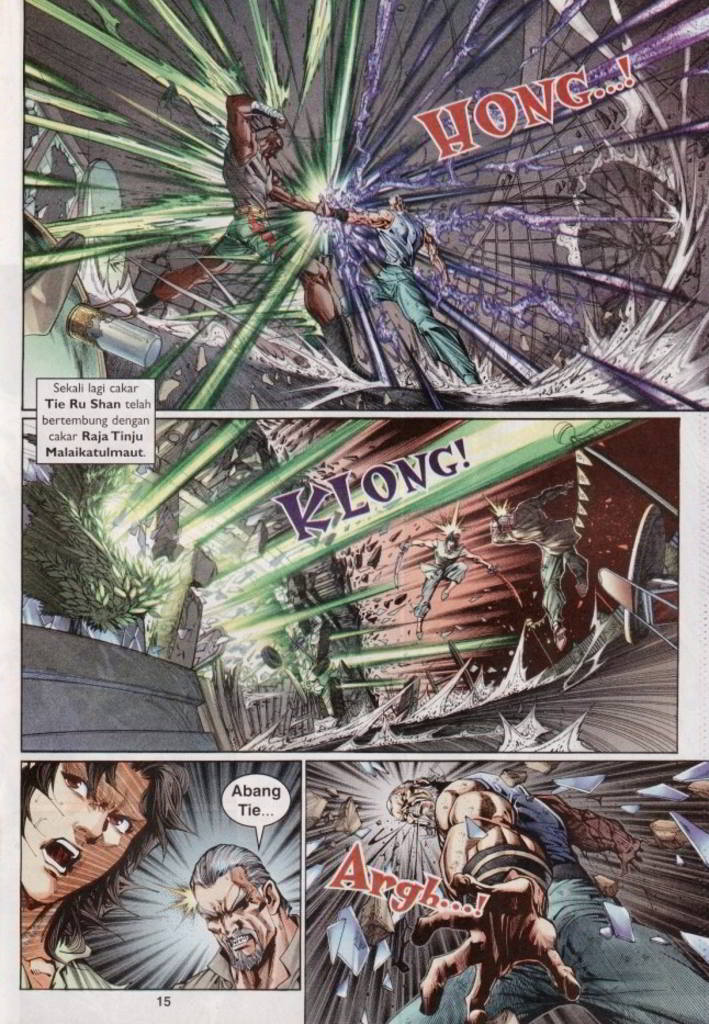 HONG...!
Sekali lagi cakar
Tie Ru Shan telah
bertembung dengan
cakar Raja Tinju
Malaikatulmaut.
KLONG!
Abang
Tie...
Argh....!
15